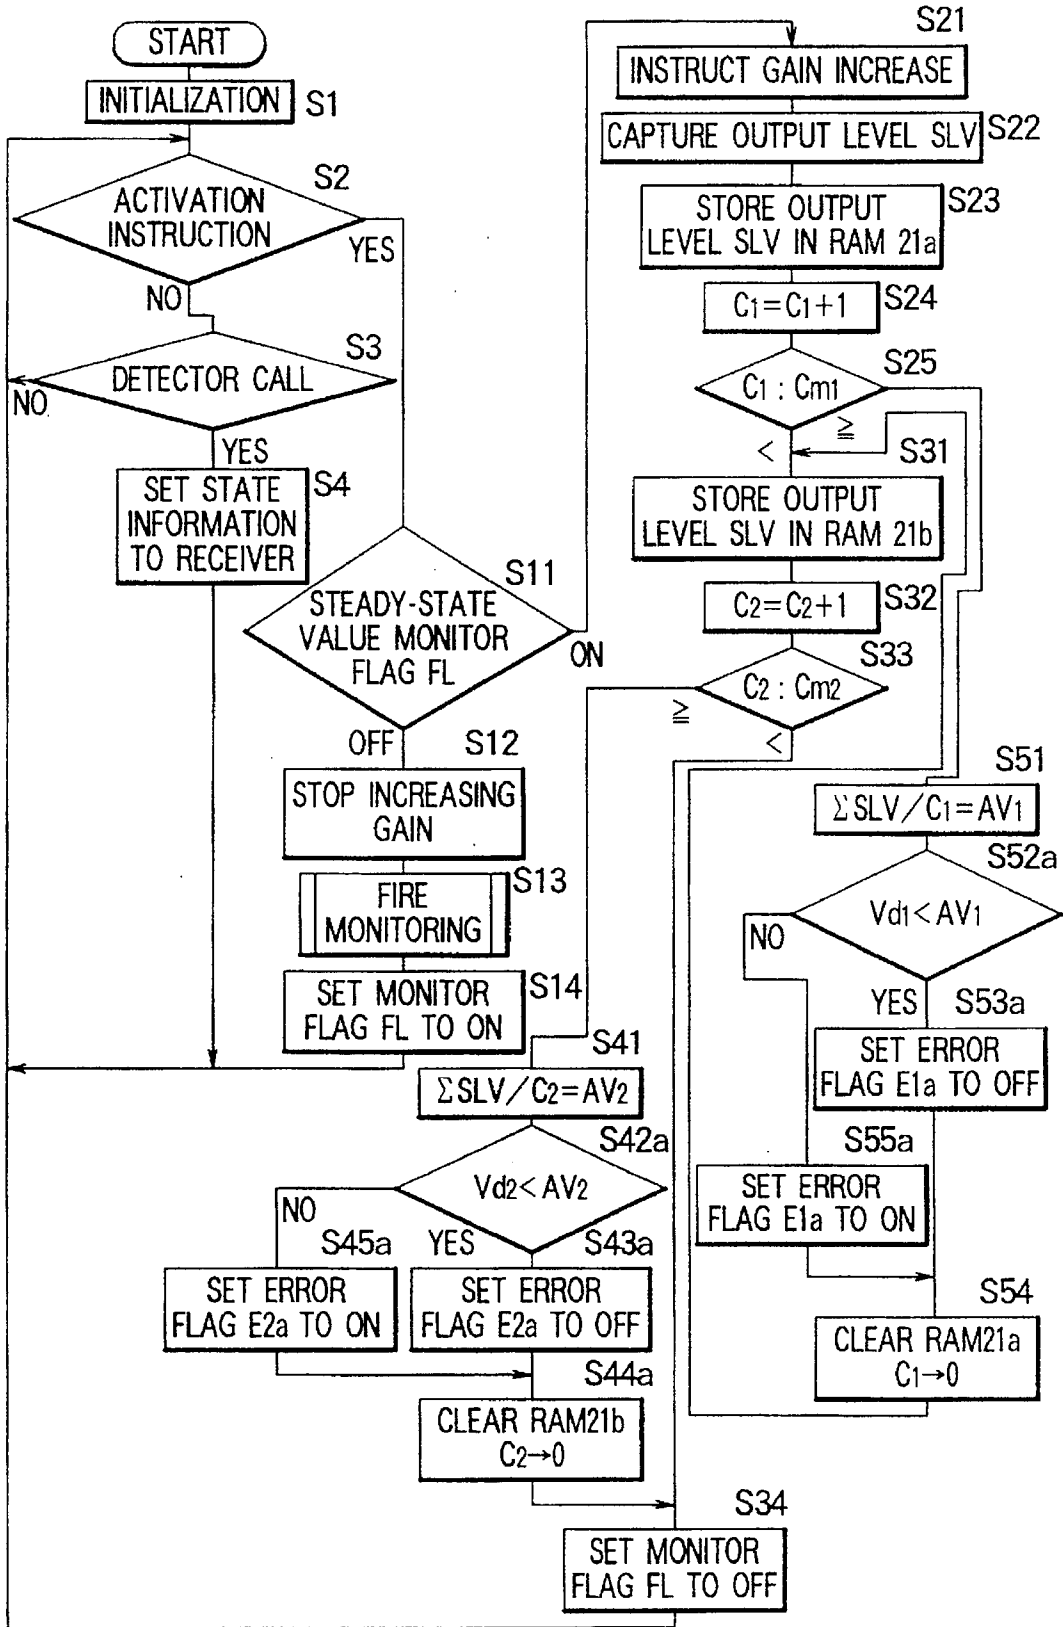 START
INITIALIZATION
S1
S2
ACTIVATION
INSTRUCTION
YES
NO
S3
DETECTOR CALL
NO
YES
S4
SET STATE
INFORMATION
TO RECEIVER
S11
STEADY-STATE
VALUE MONITOR
FLAG FL
ON
OFF
S12
STOP INCREASING
GAIN
S13
FIRE
MONITORING
S14
SET MONITOR
FLAG FL TO ON
S21
INSTRUCT GAIN INCREASE
S22
CAPTURE OUTPUT LEVEL SLV
S23
STORE OUTPUT
LEVEL SLV IN RAM 21a
S24
C1=C1+1
S25
C1 : Cm1
≧
<
S31
STORE OUTPUT
LEVEL SLV IN RAM 21b
S32
C2=C2+1
S33
C2 : Cm2
≧
<
S41
ΣSLV/C2=AV2
S42a
Vd2<AV2
NO
YES
S45a
SET ERROR
FLAG E2a TO ON
S43a
SET ERROR
FLAG E2a TO OFF
S44a
CLEAR RAM21b
C2→0
S51
ΣSLV/C1=AV1
S52a
Vd1<AV1
NO
YES
S53a
SET ERROR
FLAG E1a TO OFF
S55a
SET ERROR
FLAG E1a TO ON
S54
CLEAR RAM21a
C1→0
S34
SET MONITOR
FLAG FL TO OFF